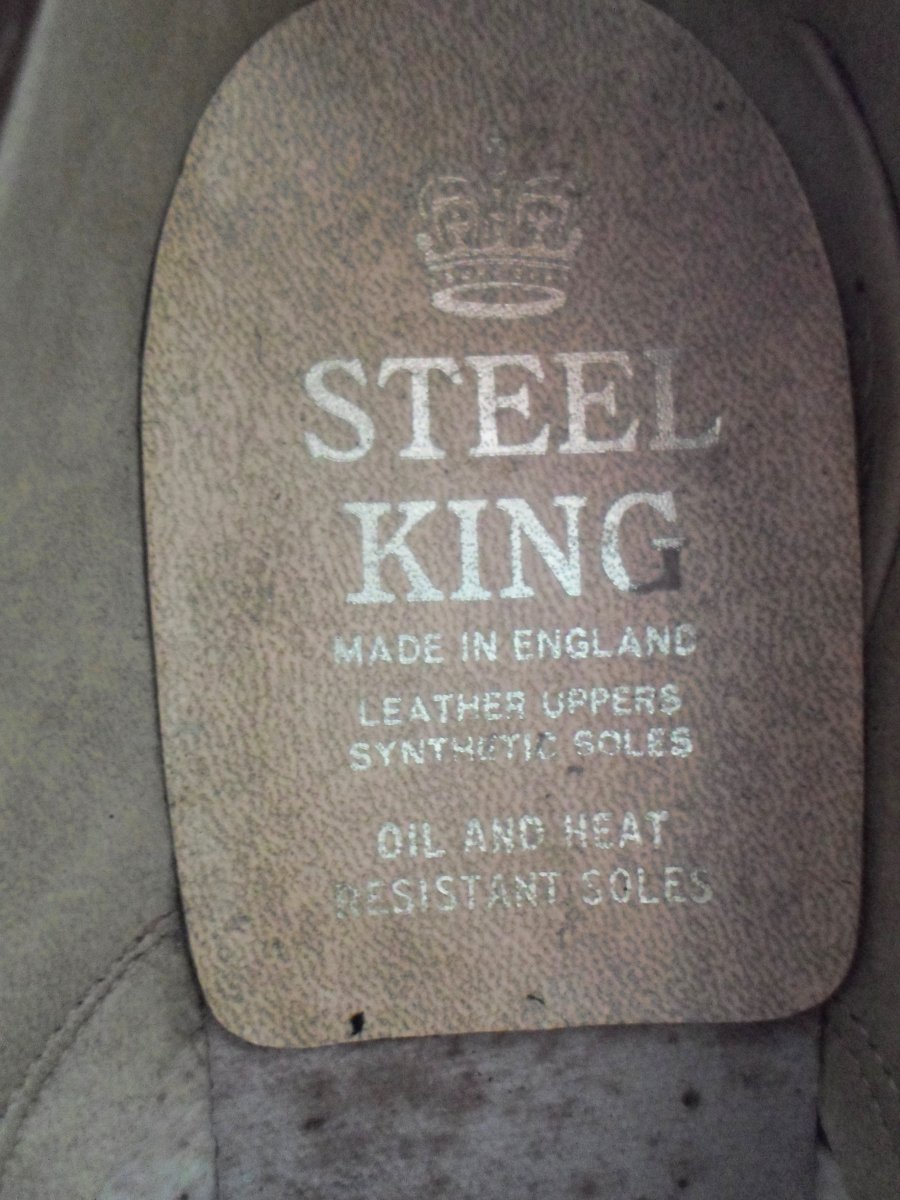 STEEL
KING
MADE IN ENGLAND
LEATHER UPPERS
SYNTHETIC SOLES
OIL AND HEAT
RESISTANT SOLES